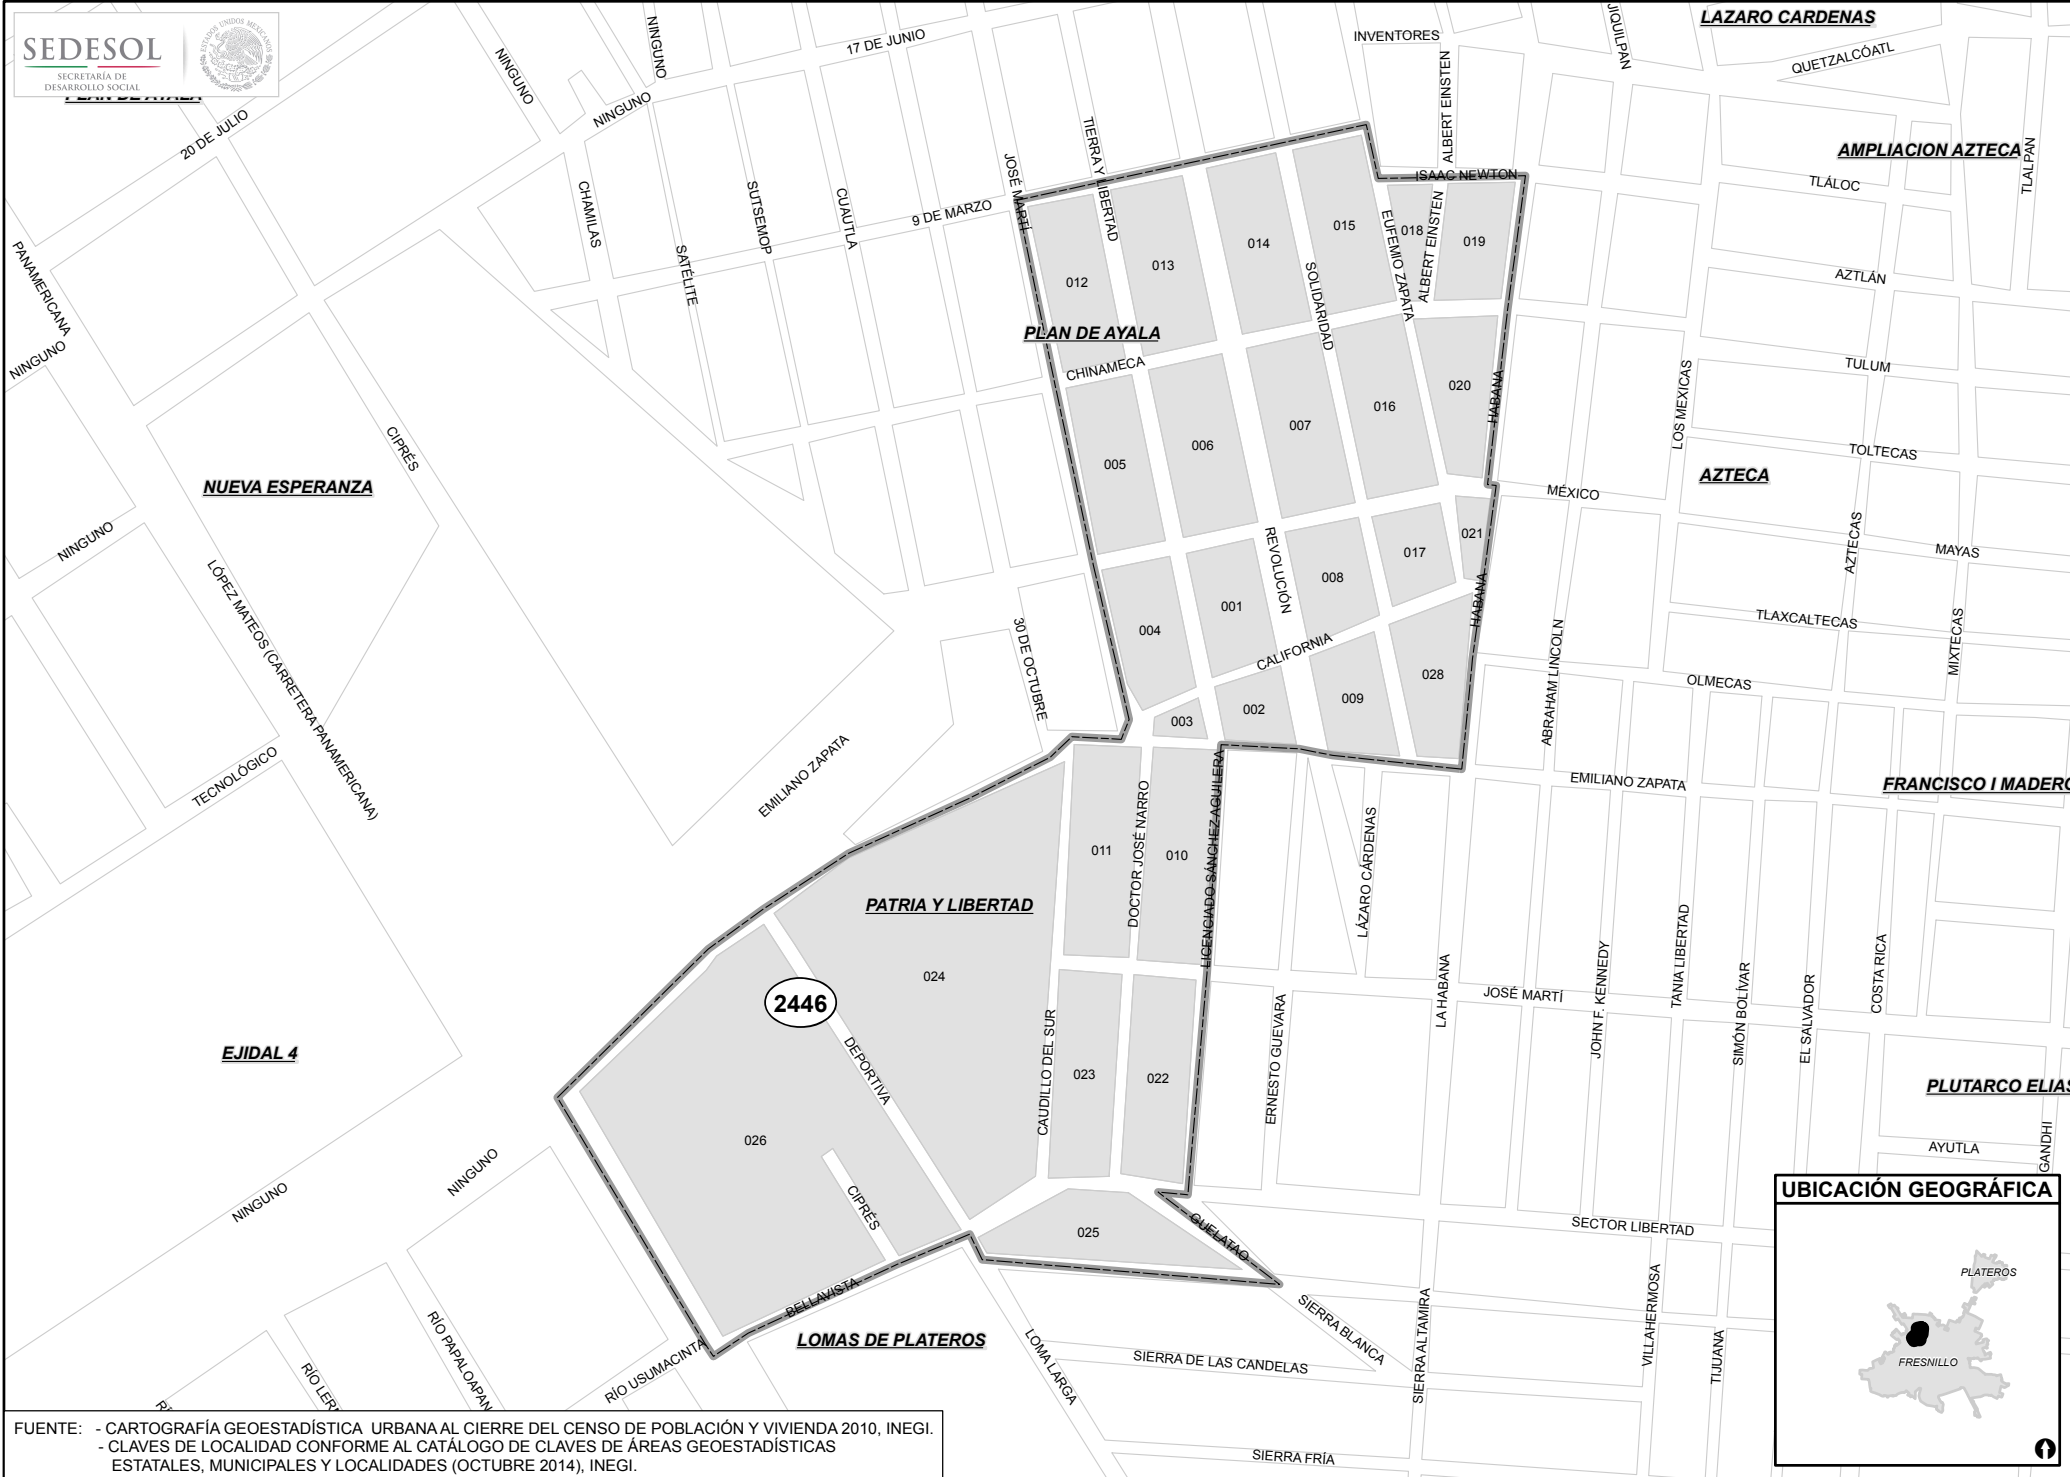 SEDESOL
SECRETARÍA DE
DESARROLLO SOCIAL
ESTADOS UNIDOS MEXICANOS
PLAN DE AYALA
20 DE JULIO
NINGUNO
NINGUNO
NINGUNO
17 DE JUNIO
INVENTORES
JIQUILPAN
LAZARO CARDENAS
QUETZALCÓATL
ALBERT EINSTEN
AMPLIACION AZTECA
TLALPAN
TLÁLOC
ISAAC NEWTON
TIERRA Y LIBERTAD
JOSÉ MARTÍ
9 DE MARZO
CHAMILAS
SATÉLITE
SUTSEMOP
CUAUTLA
PANAMERICANA
NINGUNO
012
013
014
015
018
019
EUFEMIO ZAPATA
ALBERT EINSTEN
SOLIDARIDAD
AZTLÁN
PLAN DE AYALA
CHINAMECA
TULUM
LOS MEXICAS
HABANA
020
016
007
006
005
CIPRÉS
NUEVA ESPERANZA
TOLTECAS
AZTECA
MÉXICO
AZTECAS
MAYAS
NINGUNO
LÓPEZ MATEOS (CARRETERA PANAMERICANA)
REVOLUCIÓN
021
017
008
001
004
HABANA
TLAXCALTECAS
MIXTECAS
30 DE OCTUBRE
CALIFORNIA
ABRAHAM LINCOLN
OLMECAS
028
009
002
003
TECNOLÓGICO
EMILIANO ZAPATA
EMILIANO ZAPATA
FRANCISCO I MADERO
011
DOCTOR JOSÉ NARRO
010
LICENCIADO SÁNCHEZ AGUILERA
LÁZARO CÁRDENAS
PATRIA Y LIBERTAD
024
2446
LA HABANA
JOSÉ MARTÍ
JOHN F. KENNEDY
TANIA LIBERTAD
SIMÓN BOLÍVAR
EL SALVADOR
COSTA RICA
EJIDAL 4
DEPORTIVA
CAUDILLO DEL SUR
023
022
ERNESTO GUEVARA
PLUTARCO ELIAS
026
AYUTLA
GANDHI
NINGUNO
NINGUNO
CIPRÉS
025
GUELATAO
SECTOR LIBERTAD
BELLAVISTA
LOMAS DE PLATEROS
RÍO PAPALOAPAN
RÍO USUMACINTA
LOMA LARGA
SIERRA BLANCA
SIERRA DE LAS CANDELAS
SIERRA ALTAMIRA
VILLAHERMOSA
TIJUANA
SIERRA FRÍA
UBICACIÓN GEOGRÁFICA
PLATEROS
FRESNILLO
FUENTE: - CARTOGRAFÍA GEOESTADÍSTICA URBANA AL CIERRE DEL CENSO DE POBLACIÓN Y VIVIENDA 2010, INEGI.
- CLAVES DE LOCALIDAD CONFORME AL CATÁLOGO DE CLAVES DE ÁREAS GEOESTADÍSTICAS
ESTATALES, MUNICIPALES Y LOCALIDADES (OCTUBRE 2014), INEGI.